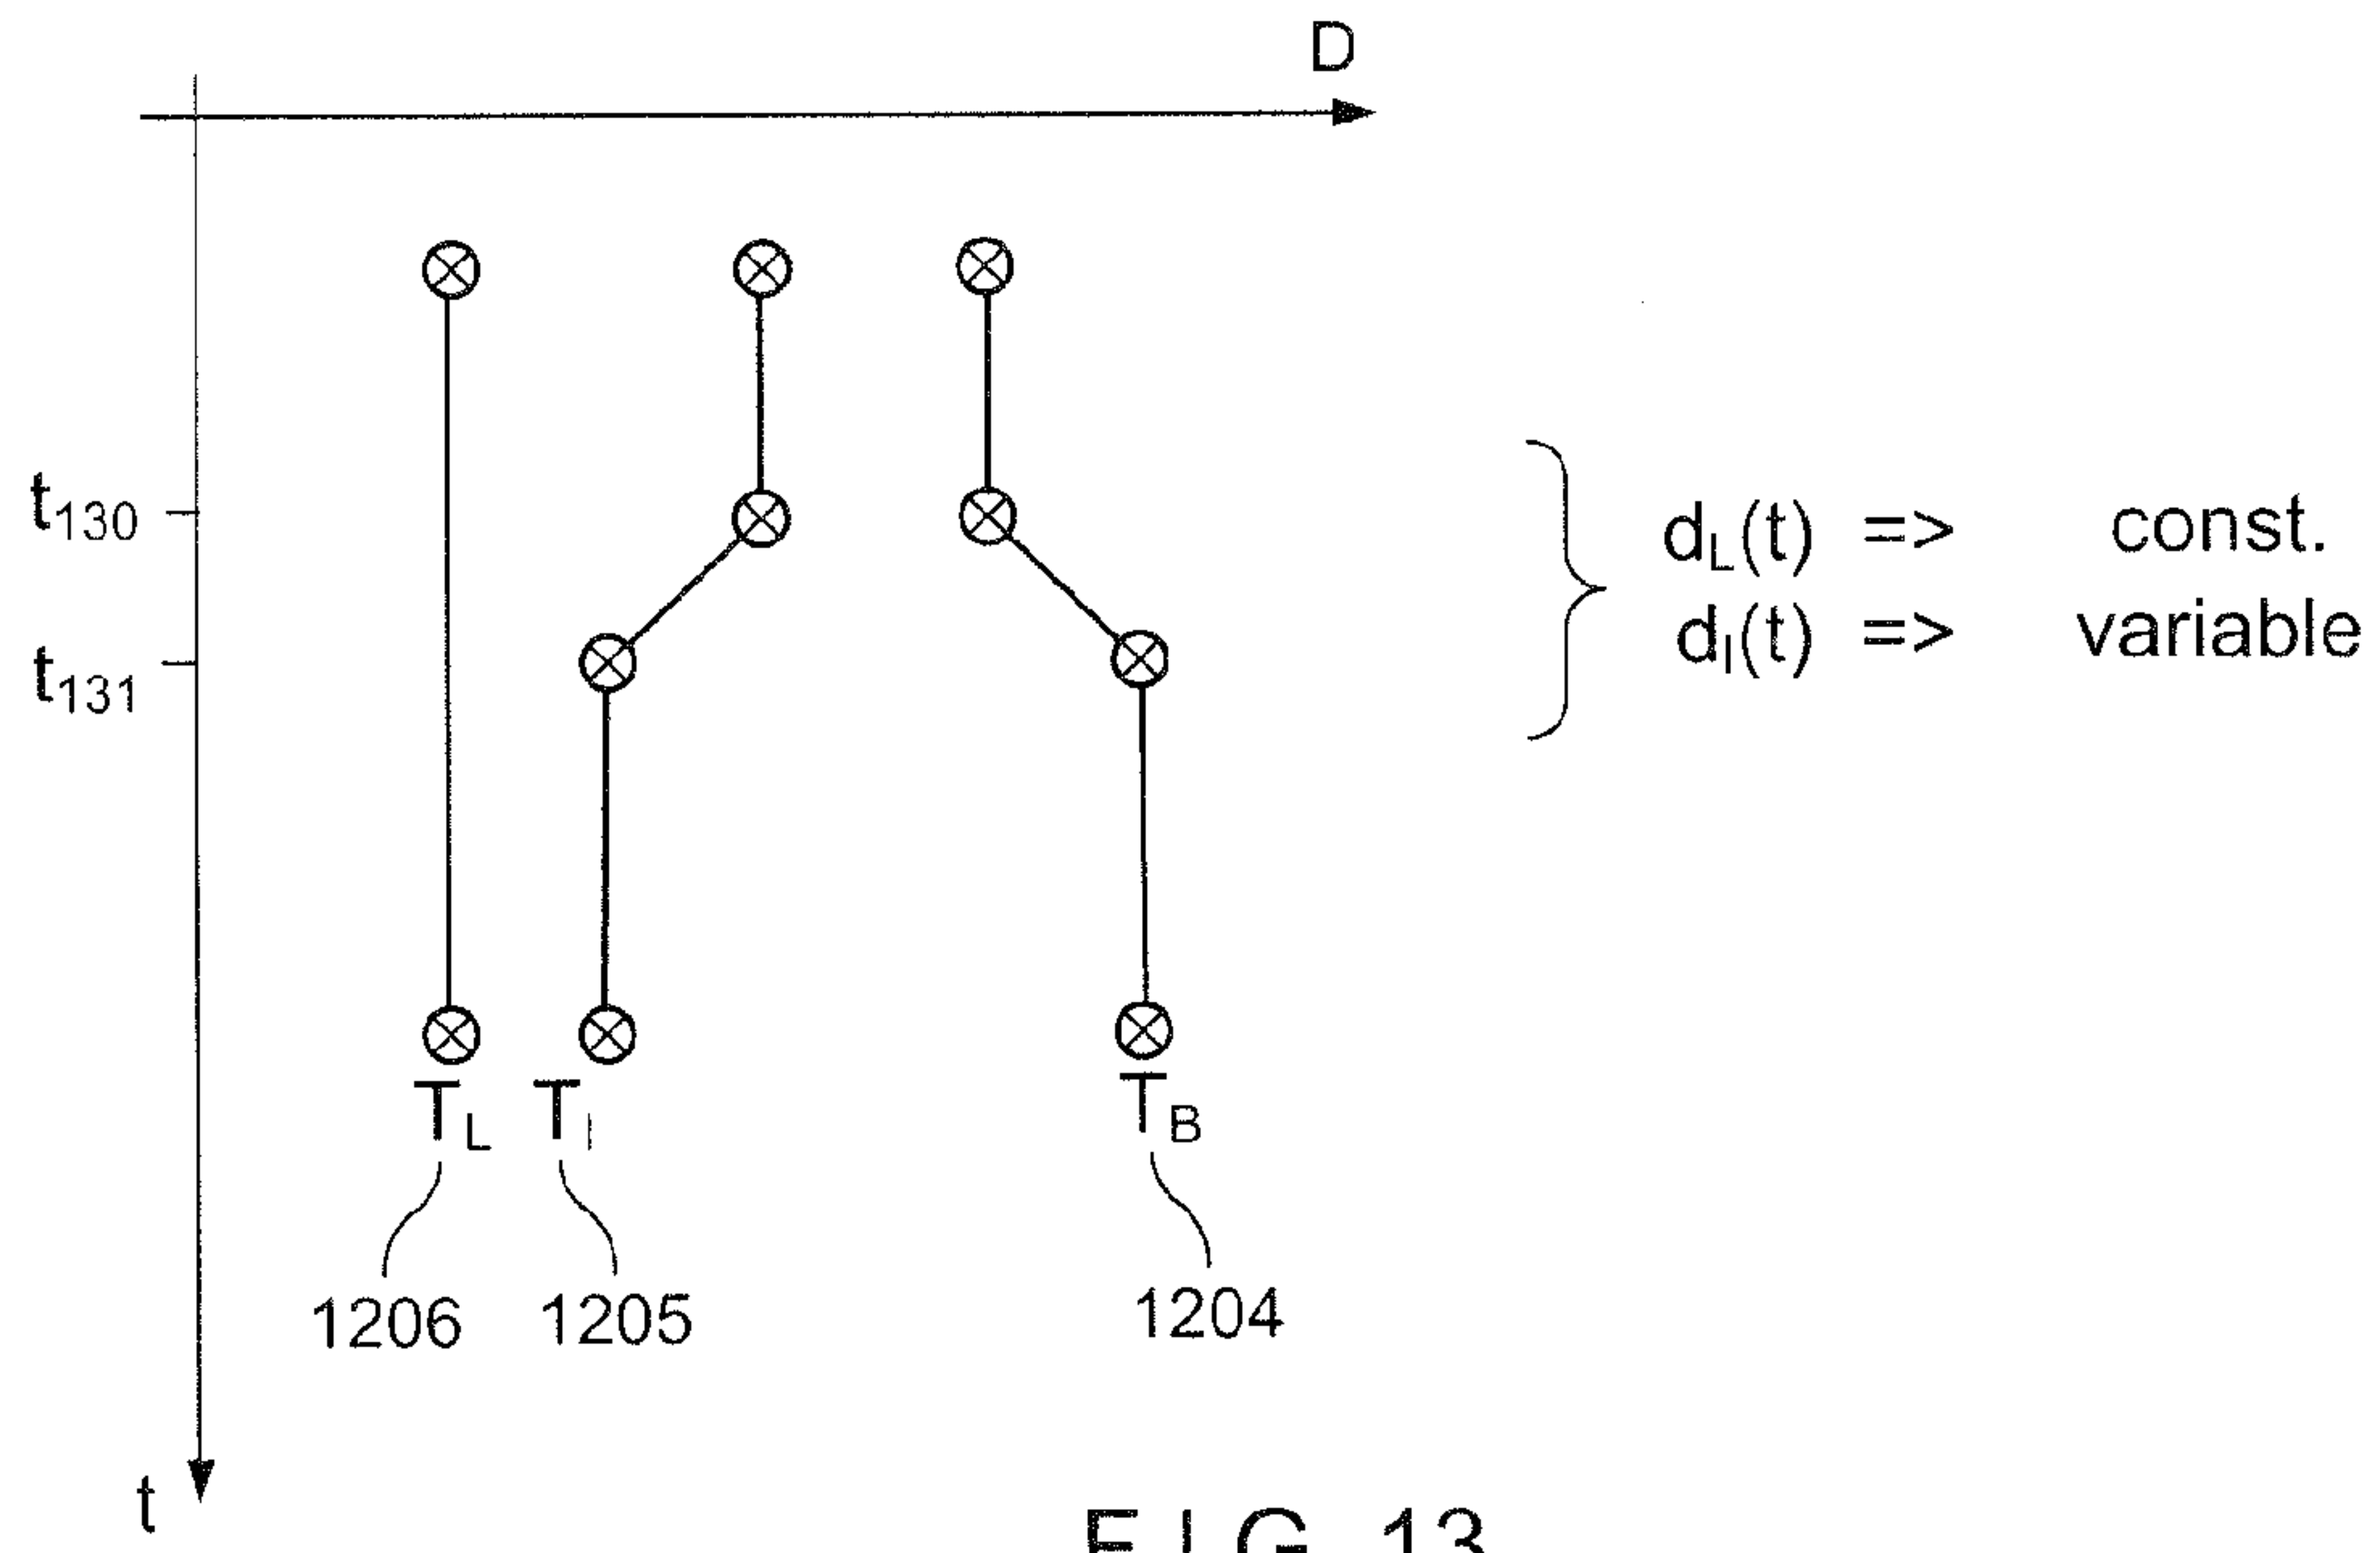 D
t130
t131
dL(t) => const.
dI(t) => variable
TL TI TB
1206 1205 1204
t
FIG. 13